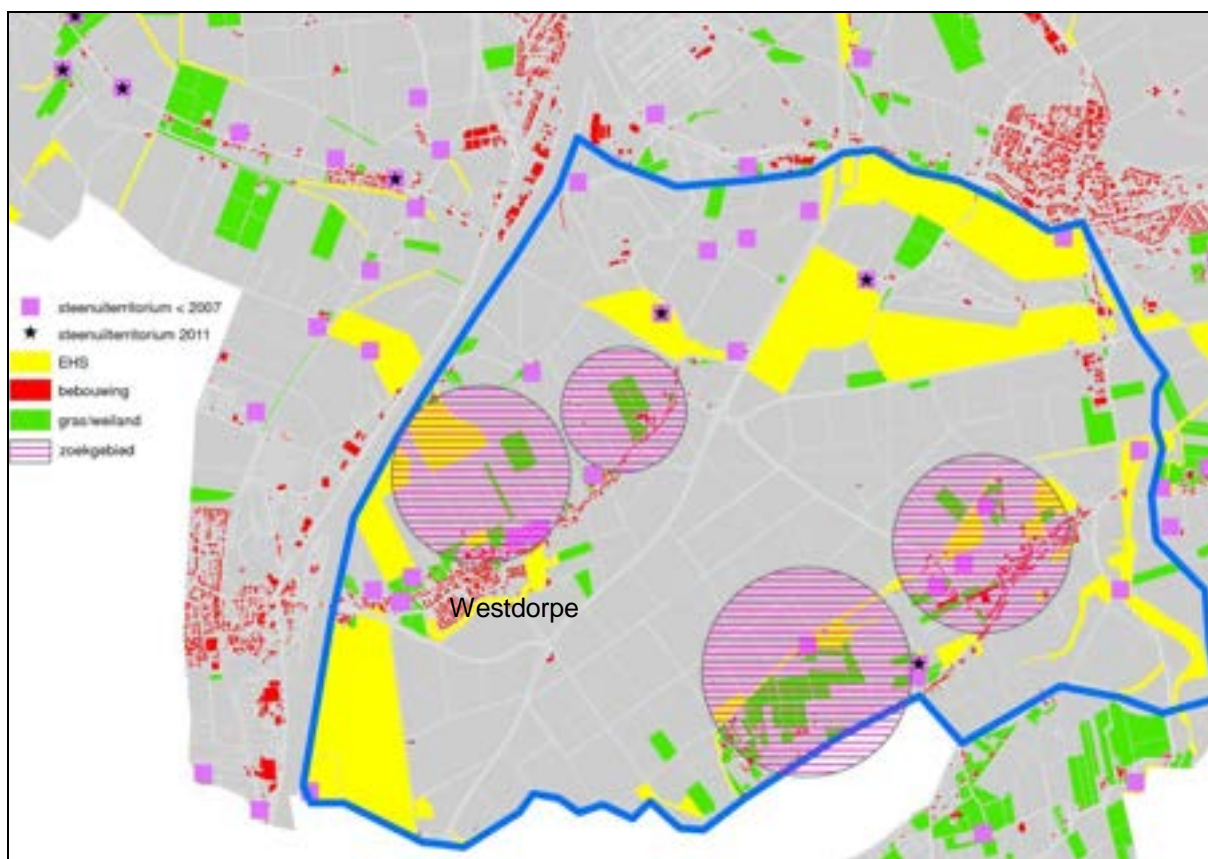 steenuilterritorium < 2007
steenuilterritorium 2011
EHS
bebouwing
gras/weiland
zoekgebied
Westdorpe